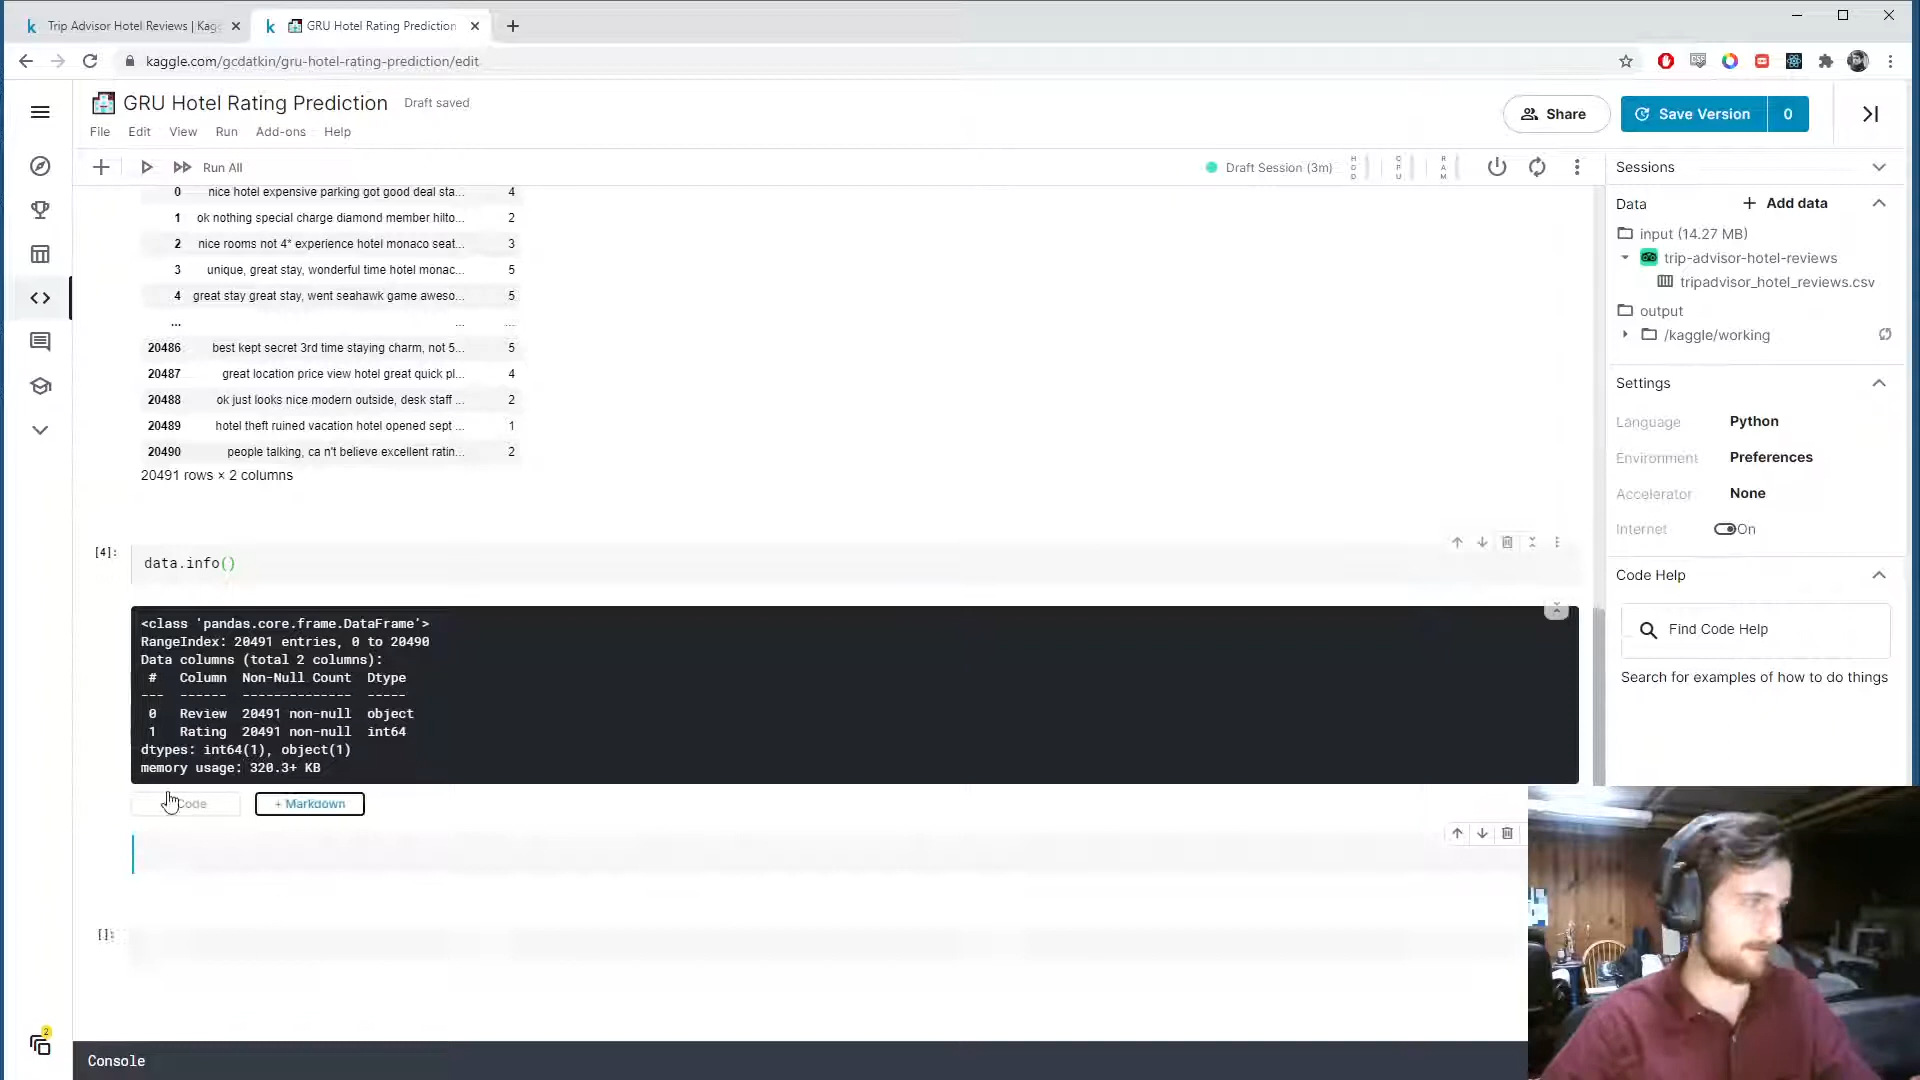 Trip Advisor Hotel Reviews | Kag
GRU Hotel Rating Prediction
kaggle.com/gcdatkin/gru-hotel-rating-prediction/edit
GRU Hotel Rating Prediction
Draft saved
File Edit View Run Add-ons Help
Share
Save Version 0
Run All
Draft Session (3m)
HDD
CPU
RAM
0 nice hotel expensive parking got good deal sta... 4
1 ok nothing special charge diamond member hilto... 2
2 nice rooms not 4* experience hotel monaco seat... 3
3 unique, great stay, wonderful time hotel monac... 5
4 great stay great stay, went seahawk game aweso... 5
... ... ...
20486 best kept secret 3rd time staying charm, not 5... 5
20487 great location price view hotel great quick pl... 4
20488 ok just looks nice modern outside, desk staff ... 2
20489 hotel theft ruined vacation hotel opened sept ... 1
20490 people talking, ca n't believe excellent ratin... 2
20491 rows × 2 columns
[4]: data.info()
<class 'pandas.core.frame.DataFrame'>
RangeIndex: 20491 entries, 0 to 20490
Data columns (total 2 columns):
# Column Non-Null Count Dtype
--- ------ -------------- -----
0 Review 20491 non-null object
1 Rating 20491 non-null int64
dtypes: int64(1), object(1)
memory usage: 320.3+ KB
Code
+ Markdown
[]:
2
Console
Sessions
Data
+ Add data
input (14.27 MB)
trip-advisor-hotel-reviews
tripadvisor_hotel_reviews.csv
output
/kaggle/working
Settings
Language Python
Environment Preferences
Accelerator None
Internet On
Code Help
Find Code Help
Search for examples of how to do things